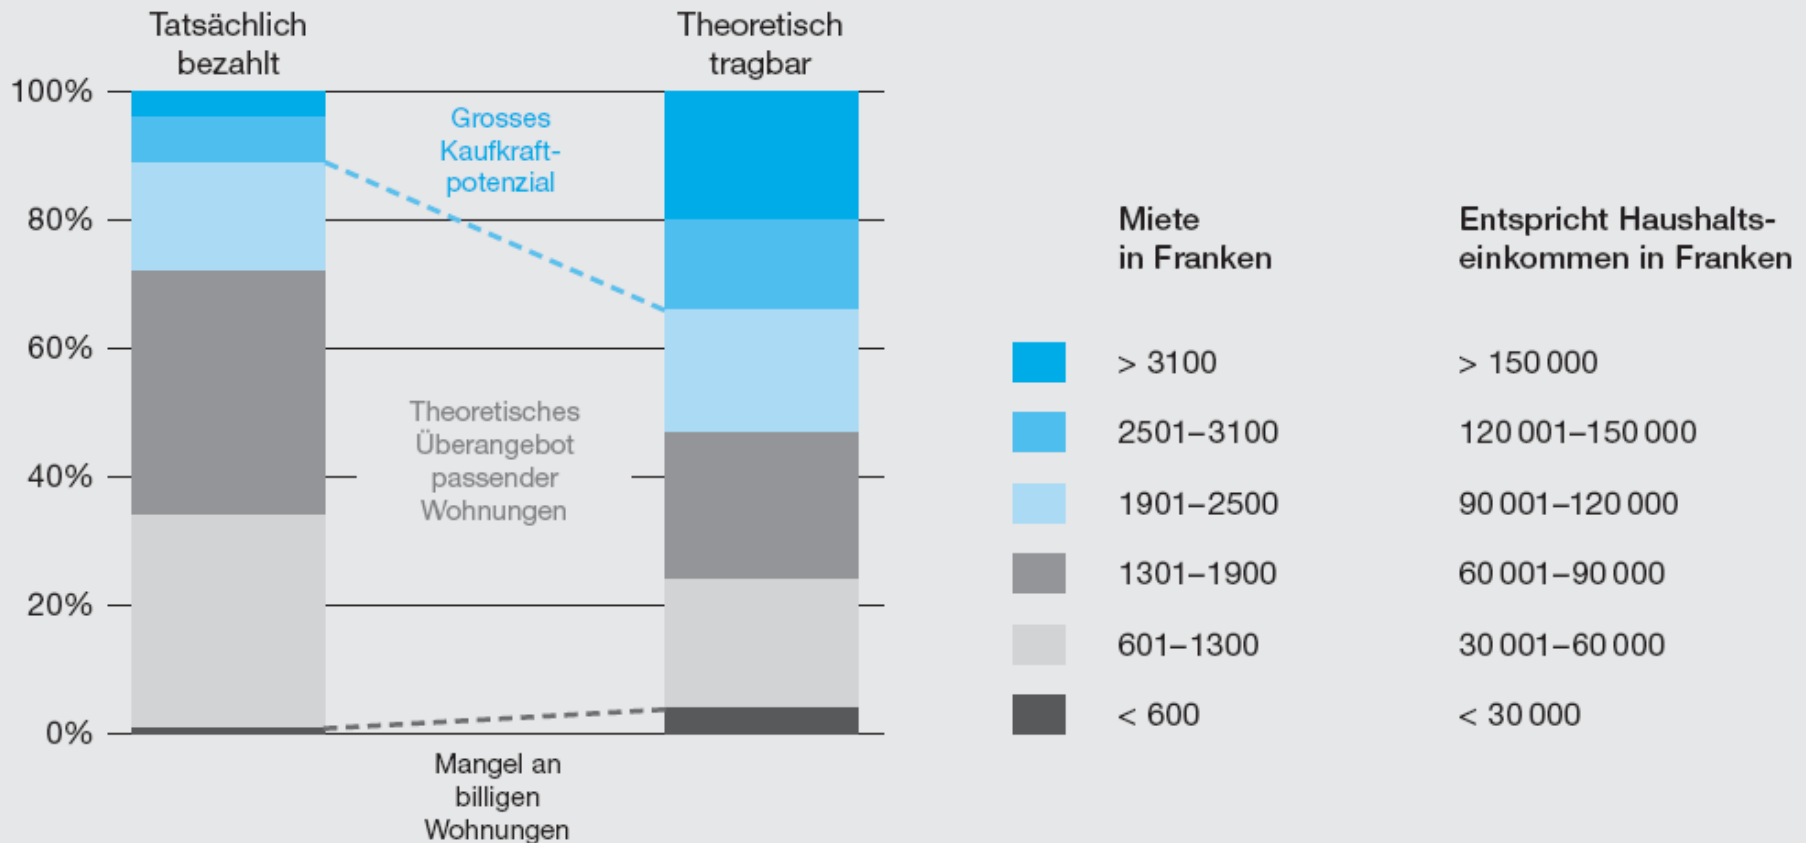 Tatsächlich
bezahlt
Theoretisch
tragbar
100%
80%
60%
40%
20%
0%
Grosses
Kaufkraft-
potenzial
Theoretisches
Überangebot
passender
Wohnungen
Mangel an
billigen
Wohnungen
Miete
in Franken
Entspricht Haushalts-
einkommen in Franken
> 3100 > 150 000
2501–3100 120 001–150 000
1901–2500 90 001–120 000
1301–1900 60 001–90 000
601–1300 30 001–60 000
< 600 < 30 000